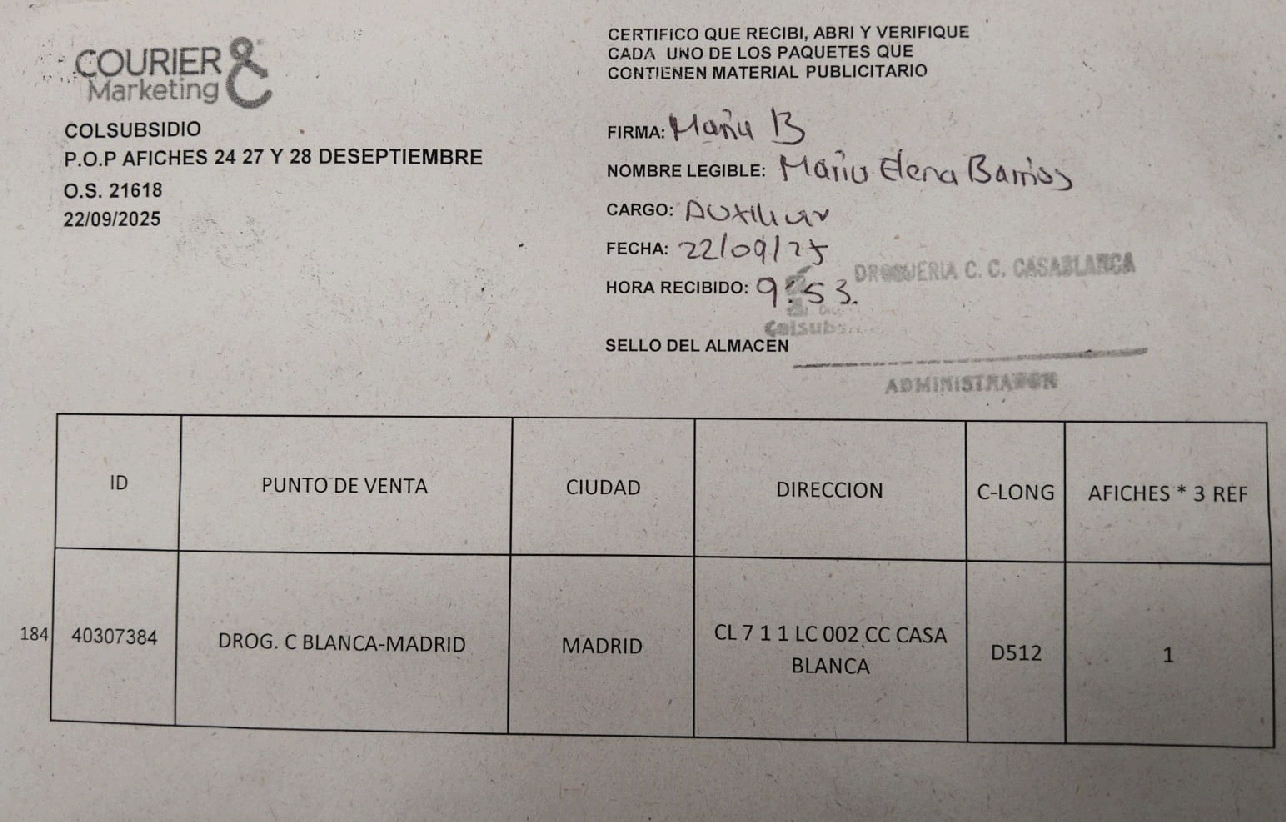 COURIER &
Marketing
COLSUBSIDIO
P.O.P AFICHES 24 27 Y 28 DESEPTIEMBRE
O.S. 21618
22/09/2025
CERTIFICO QUE RECIBI, ABRI Y VERIFIQUE
CADA UNO DE LOS PAQUETES QUE
CONTIENEN MATERIAL PUBLICITARIO
FIRMA: Maria B
NOMBRE LEGIBLE: Maria Elena Barrios
CARGO: Auxiliar
FECHA: 22/09/25
HORA RECIBIDO: 9:53.
DROGUERIA C. C. CASABLANCA
Colsubsidio
SELLO DEL ALMACEN
ADMINISTRADOR
ID PUNTO DE VENTA CIUDAD DIRECCION C-LONG AFICHES * 3 REF
184 40307384 DROG. C BLANCA-MADRID MADRID CL 7 1 1 LC 002 CC CASA BLANCA D512 1